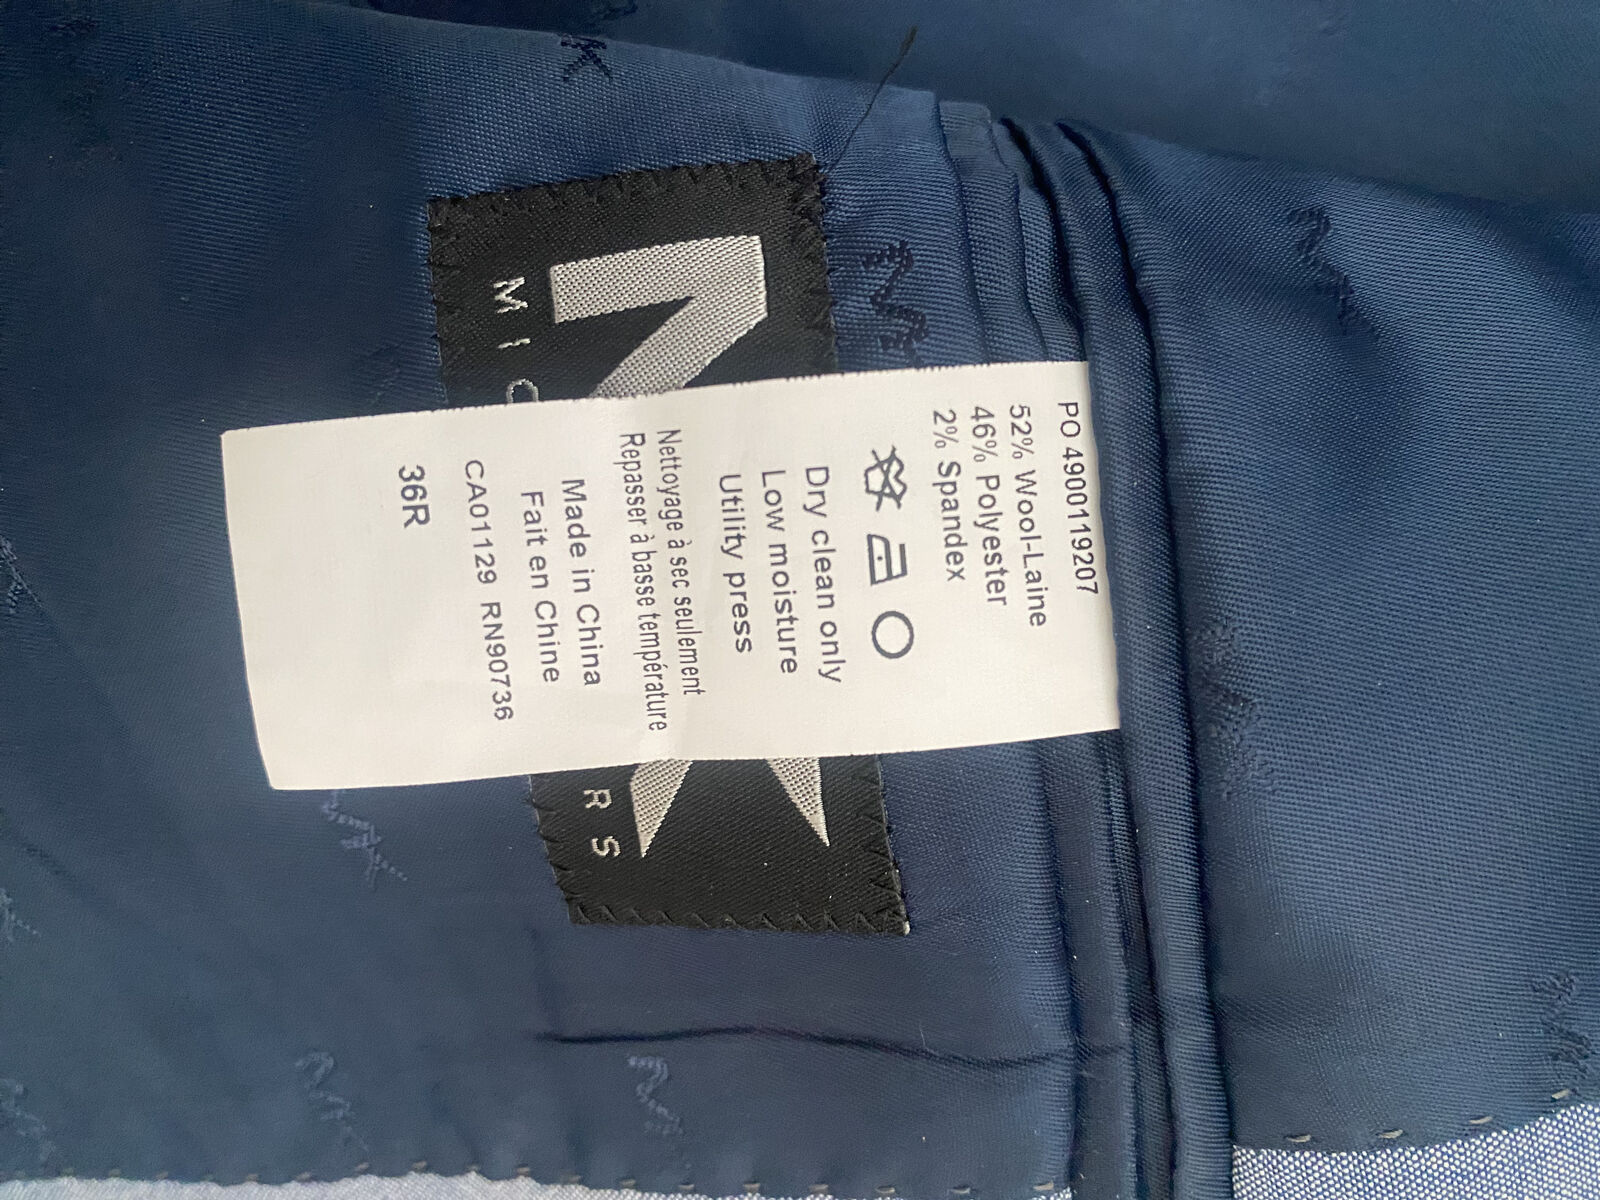 PO 4900119207
52% Wool-Laine
46% Polyester
2% Spandex
Dry clean only
Low moisture
Utility press
Nettoyage à sec seulement
Repasser à basse température
Made in China
Fait en Chine
CA01129 RN90736
36R
M I C
R S